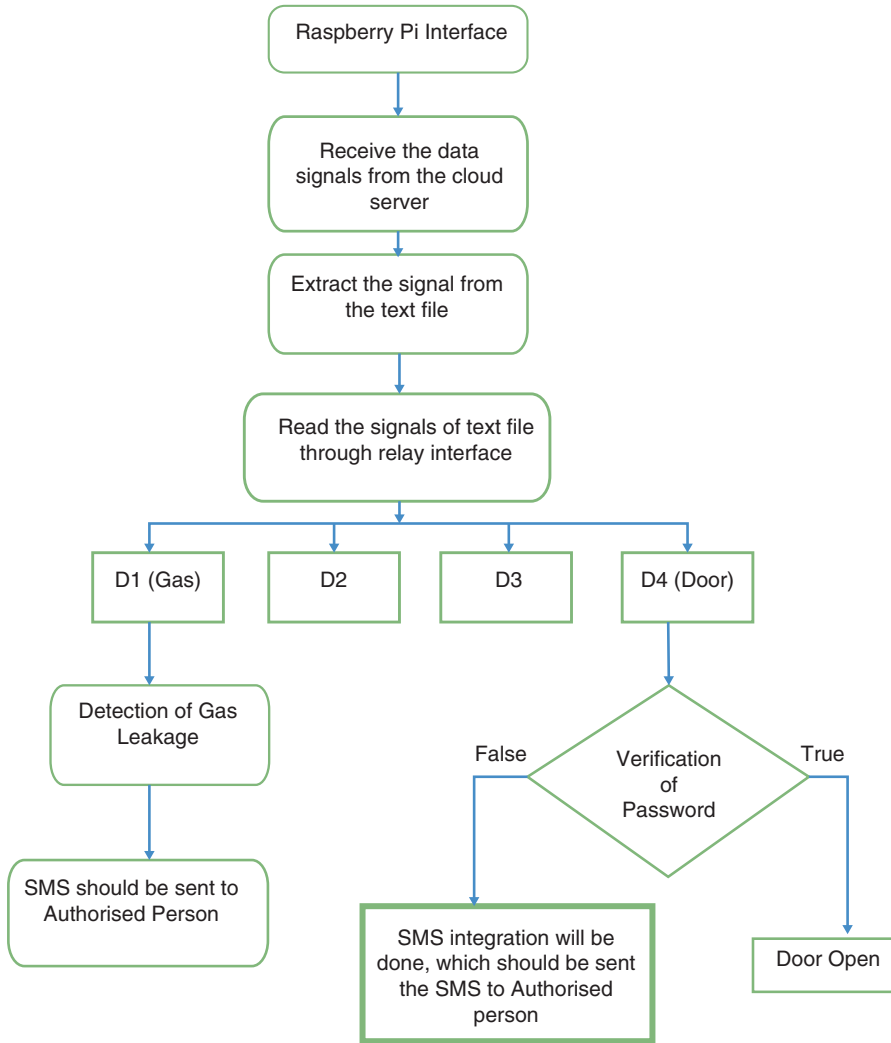 Raspberry Pi Interface
Receive the data
signals from the cloud
server
Extract the signal from
the text file
Read the signals of text file
through relay interface
D1 (Gas)
D2
D3
D4 (Door)
Detection of Gas
Leakage
SMS should be sent to
Authorised Person
False
True
Verification
of
Password
SMS integration will be
done, which should be sent
the SMS to Authorised
person
Door Open